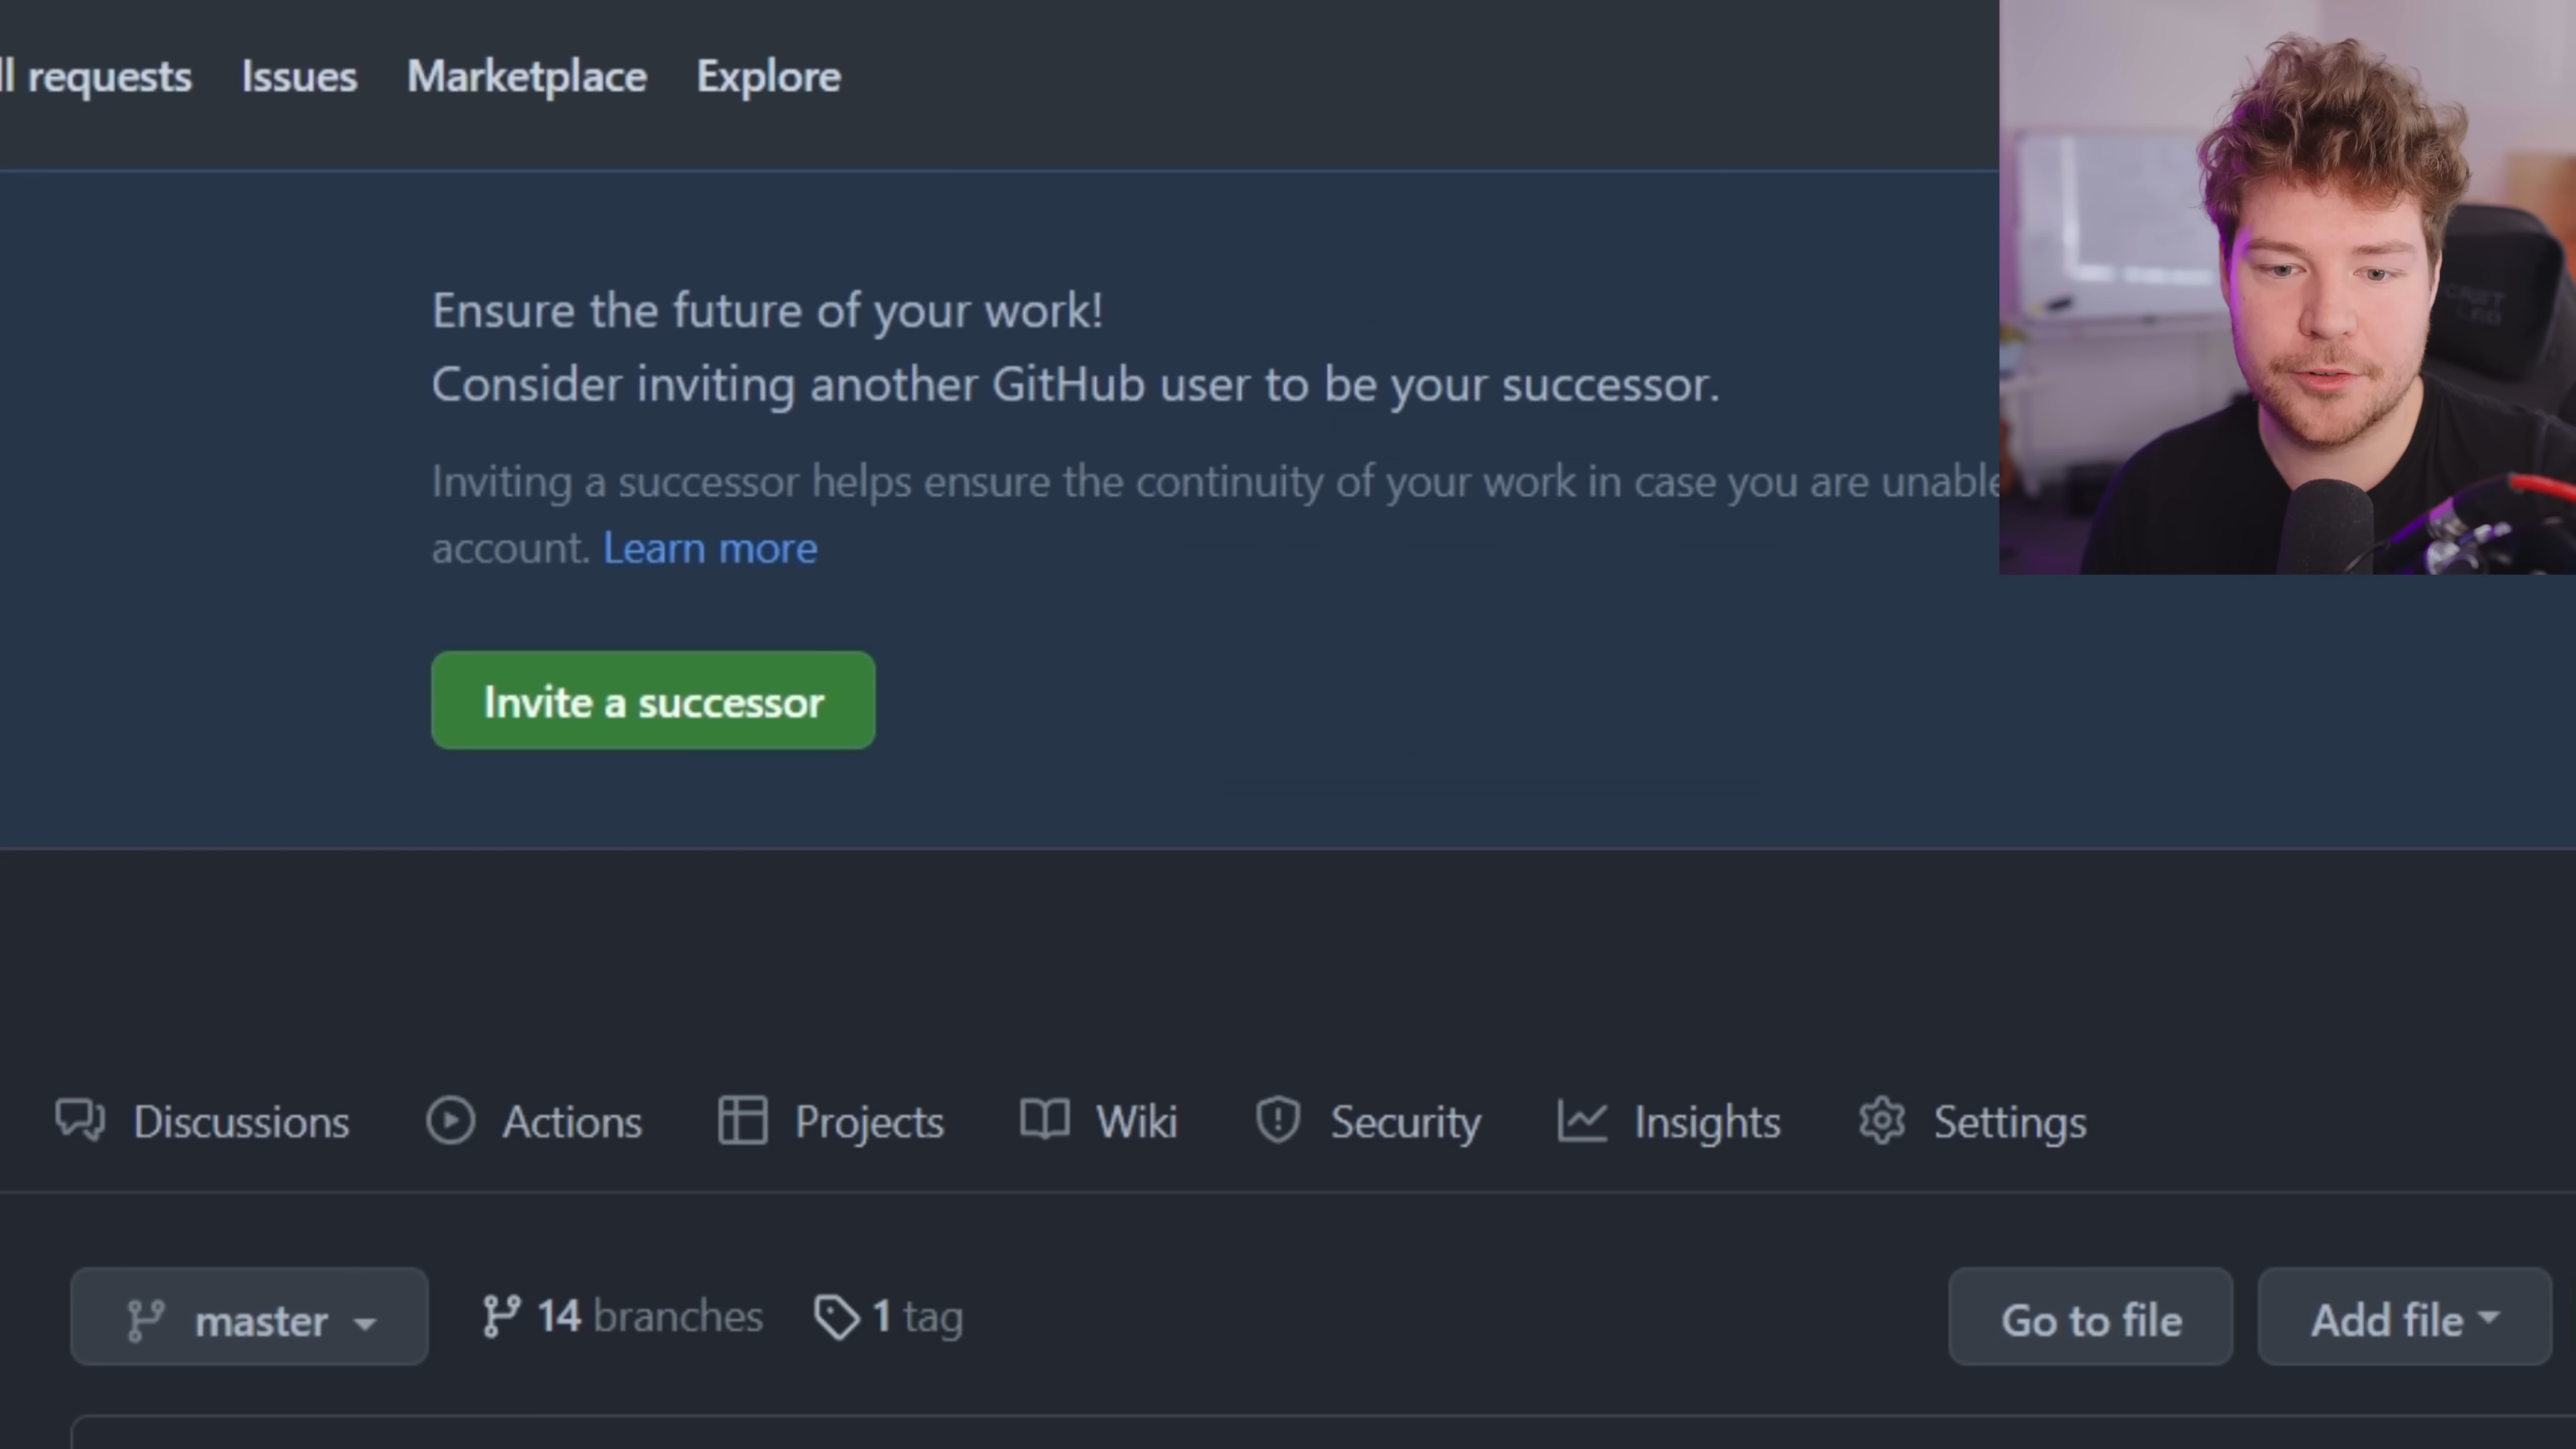 ll requests Issues Marketplace Explore
Ensure the future of your work!
Consider inviting another GitHub user to be your successor.
Inviting a successor helps ensure the continuity of your work in case you are unable
account. Learn more
Invite a successor
Discussions Actions Projects Wiki Security Insights Settings
master 14 branches 1 tag Go to file Add file